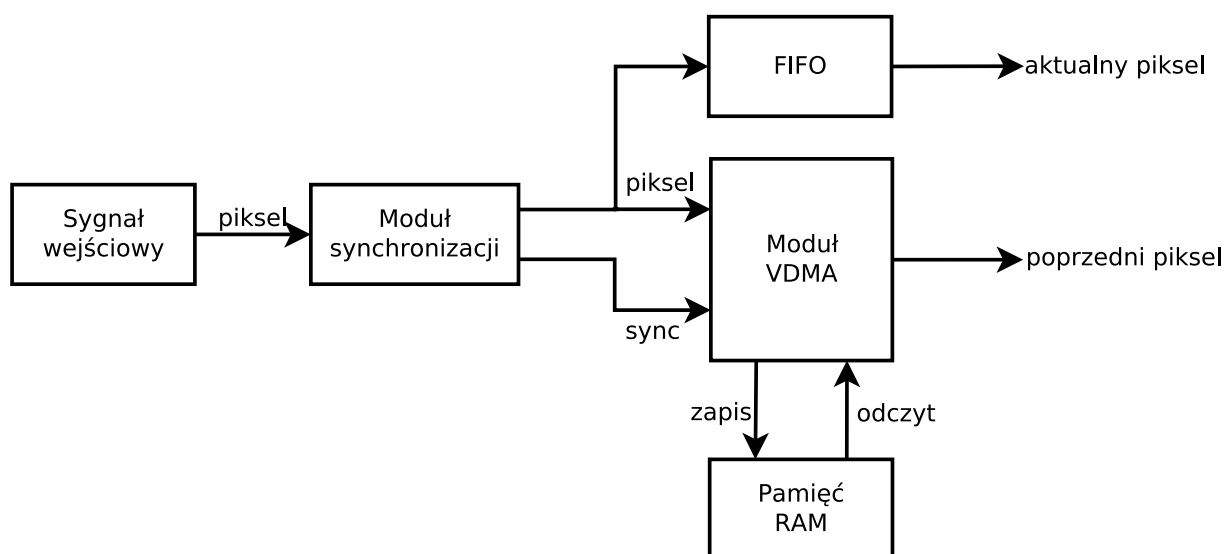 FIFO
aktualny piksel
Sygnał
wejściowy
piksel
Moduł
synchronizacji
piksel
sync
Moduł
VDMA
poprzedni piksel
zapis
odczyt
Pamięć
RAM